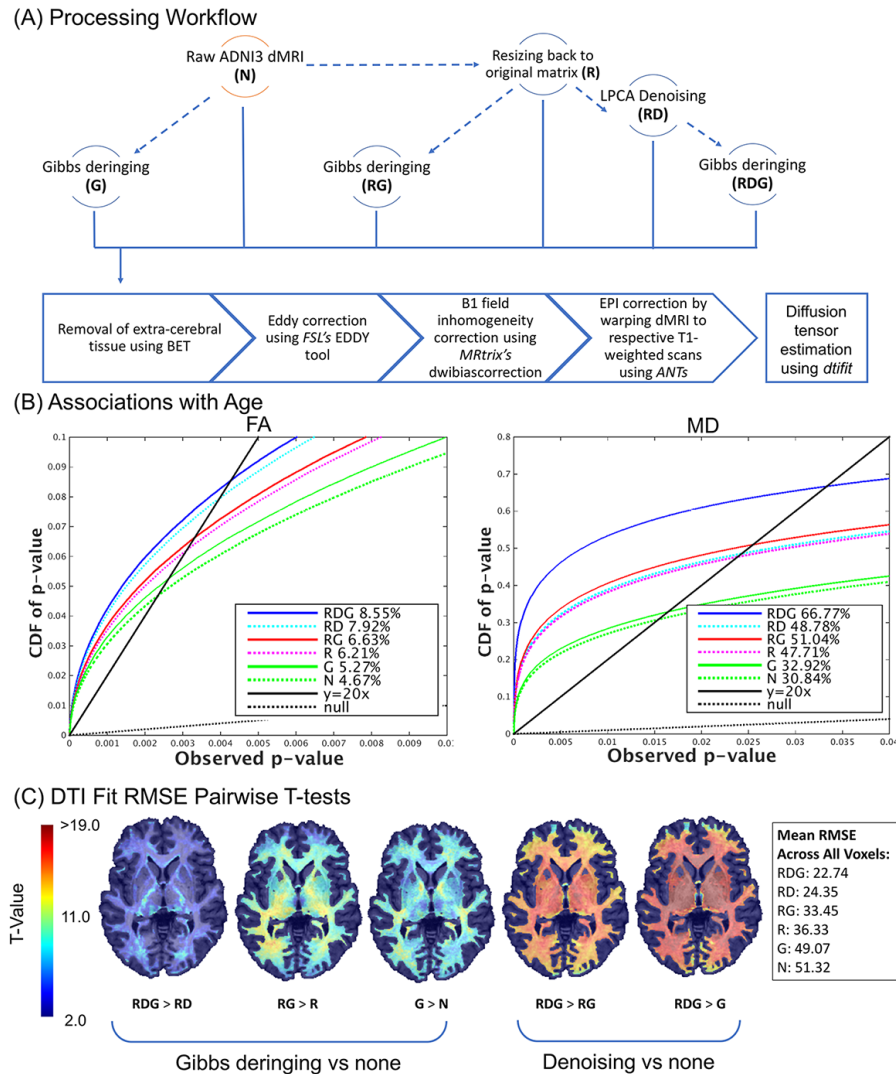 (A) Processing Workflow
Raw ADNI3 dMRI
(N)
Resizing back to
original matrix (R)
LPCA Denoising
(RD)
Gibbs deringing
(G)
Gibbs deringing
(RG)
Gibbs deringing
(RDG)
Removal of extra-cerebral
tissue using BET
Eddy correction
using FSL's EDDY
tool
B1 field
inhomogeneity
correction using
MRtrix's
dwibiascorrection
EPI correction by
warping dMRI to
respective T1-
weighted scans
using ANTs
Diffusion
tensor
estimation
using dtifit
(B) Associations with Age
FA
CDF of p-value
0.1
0.09
0.08
0.07
0.06
0.05
0.04
0.03
0.02
0.01
0
RDG 8.55%
RD 7.92%
RG 6.63%
R 6.21%
G 5.27%
N 4.67%
y=20x
null
0 0.001 0.002 0.003 0.004 0.005 0.006 0.007 0.008 0.009
Observed p-value
MD
CDF of p-value
0.8
0.7
0.6
0.5
0.4
0.3
0.2
0.1
0
RDG 66.77%
RD 48.78%
RG 51.04%
R 47.71%
G 32.92%
N 30.84%
y=20x
null
0 0.005 0.01 0.015 0.02 0.025 0.03 0.035 0.04
Observed p-value
(C) DTI Fit RMSE Pairwise T-tests
T-Value
>19.0
11.0
2.0
RDG > RD
RG > R
G > N
RDG > RG
RDG > G
Gibbs deringing vs none
Denoising vs none
Mean RMSE
Across All Voxels:
RDG: 22.74
RD: 24.35
RG: 33.45
R: 36.33
G: 49.07
N: 51.32